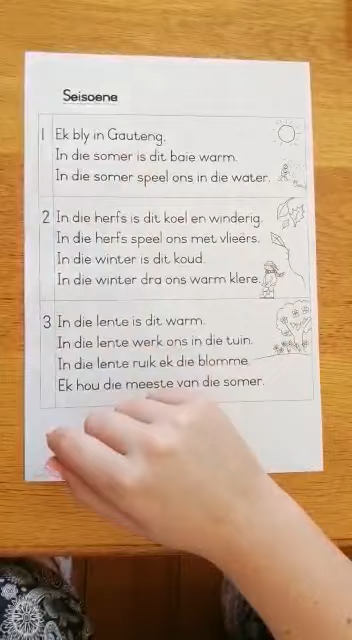 Seisoene
1 Ek bly in Gauteng.
In die somer is dit baie warm.
In die somer speel ons in die water.
2 In die herfs is dit koel en winderig.
In die herfs speel ons met vlieërs.
In die winter is dit koud.
In die winter dra ons warm klere.
3 In die lente is dit warm.
In die lente werk ons in die tuin.
In die lente ruik ek die blomme.
Ek hou die meeste van die somer.